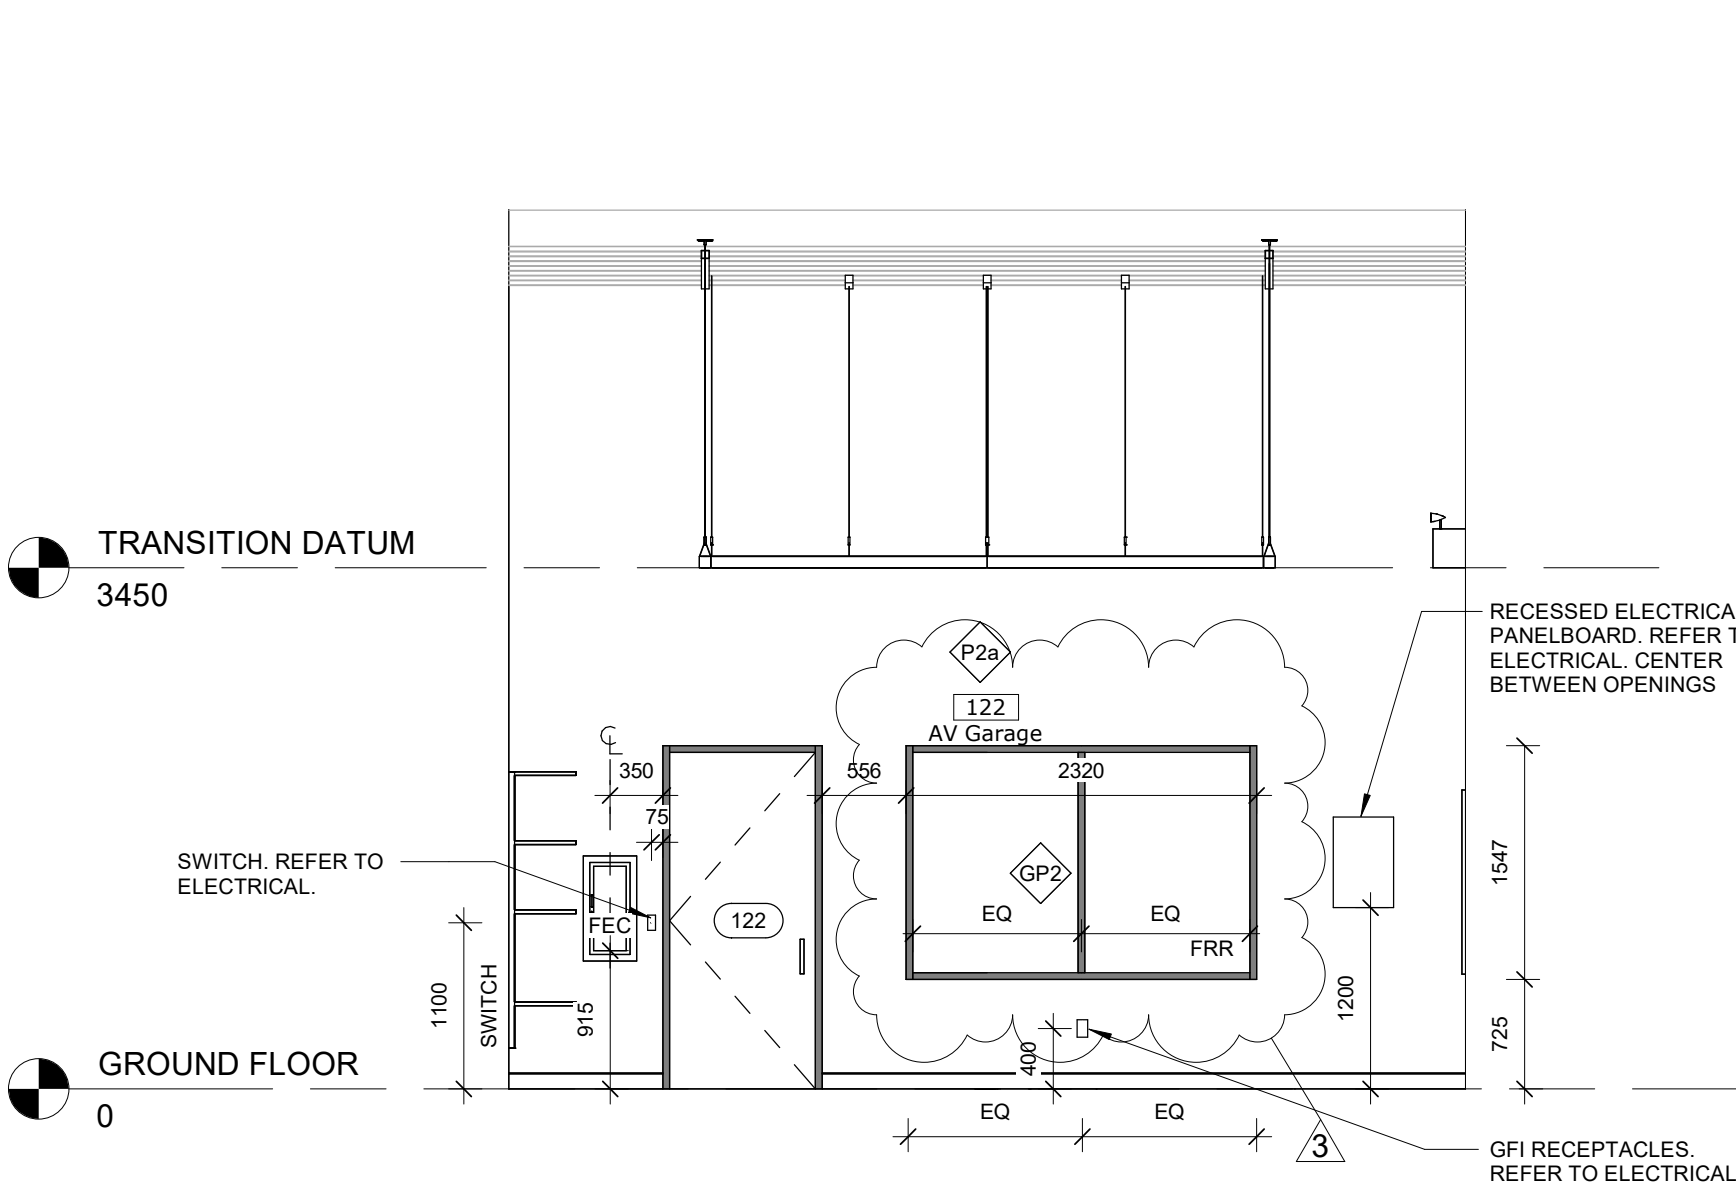 TRANSITION DATUM
3450
RECESSED ELECTRICA
PANELBOARD. REFER T
ELECTRICAL. CENTER
BETWEEN OPENINGS
P2a
122
AV Garage
350
556
2320
75
SWITCH. REFER TO
ELECTRICAL.
FEC
122
GP2
EQ
EQ
FRR
1547
1100
SWITCH
915
400
1200
725
GROUND FLOOR
0
EQ
EQ
3
GFI RECEPTACLES.
REFER TO ELECTRICAL